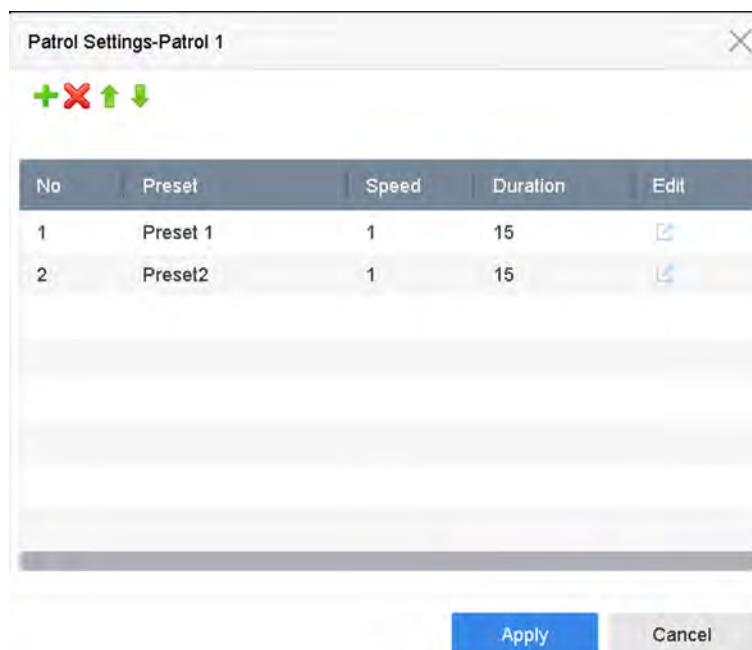 Patrol Settings-Patrol 1
No Preset Speed Duration Edit
1 Preset 1 1 15
2 Preset2 1 15
Apply Cancel